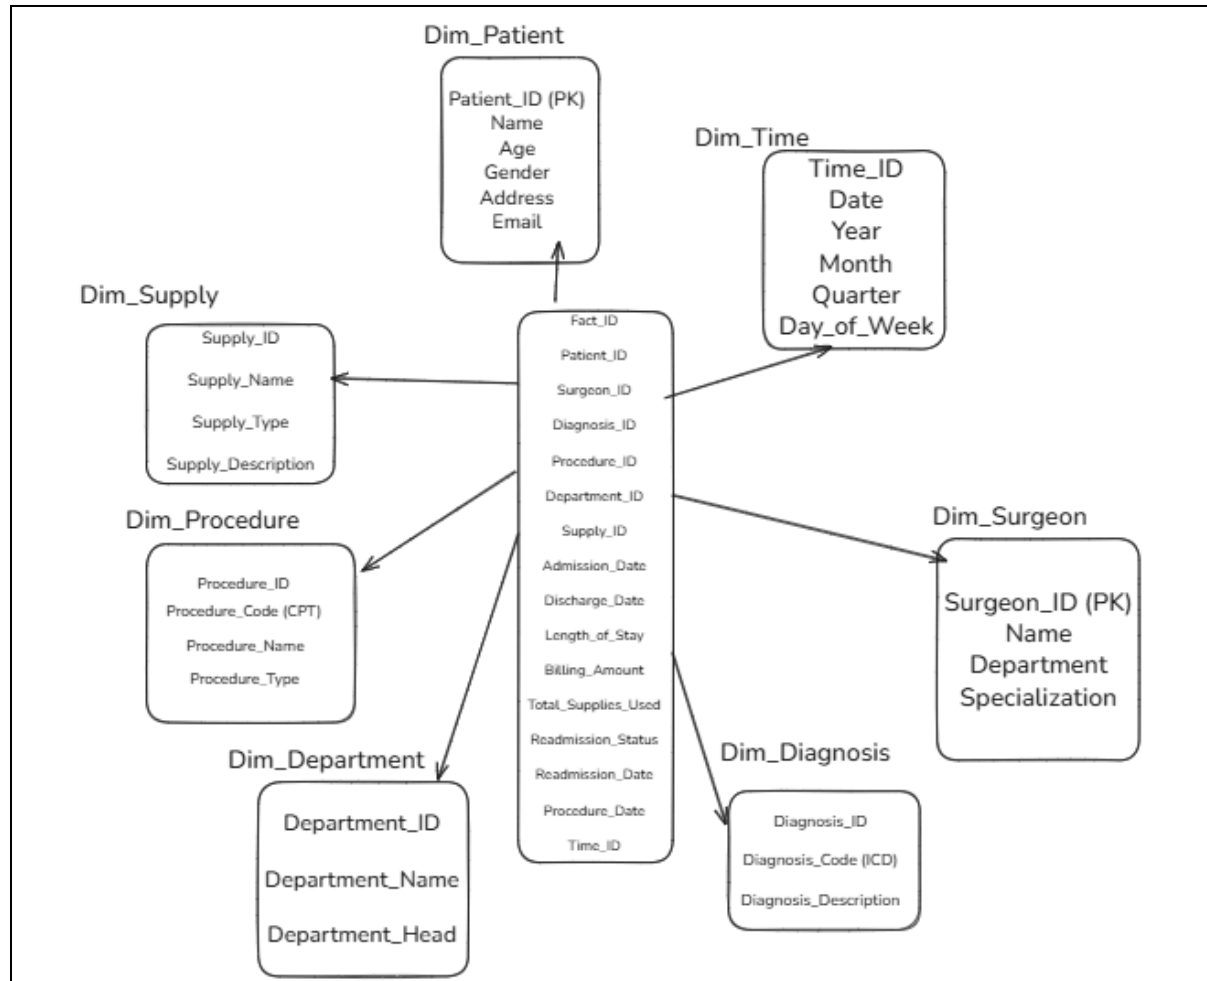 Dim_Patient
Patient_ID (PK)
Name
Age
Gender
Address
Email
Dim_Time
Time_ID
Date
Year
Month
Quarter
Day_of_Week
Dim_Supply
Supply_ID
Supply_Name
Supply_Type
Supply_Description
Fact_ID
Patient_ID
Surgeon_ID
Diagnosis_ID
Procedure_ID
Department_ID
Supply_ID
Admission_Date
Discharge_Date
Length_of_Stay
Billing_Amount
Total_Supplies_Used
Readmission_Status
Readmission_Date
Procedure_Date
Time_ID
Dim_Procedure
Procedure_ID
Procedure_Code (CPT)
Procedure_Name
Procedure_Type
Dim_Surgeon
Surgeon_ID (PK)
Name
Department
Specialization
Dim_Department
Department_ID
Department_Name
Department_Head
Dim_Diagnosis
Diagnosis_ID
Diagnosis_Code (ICD)
Diagnosis_Description